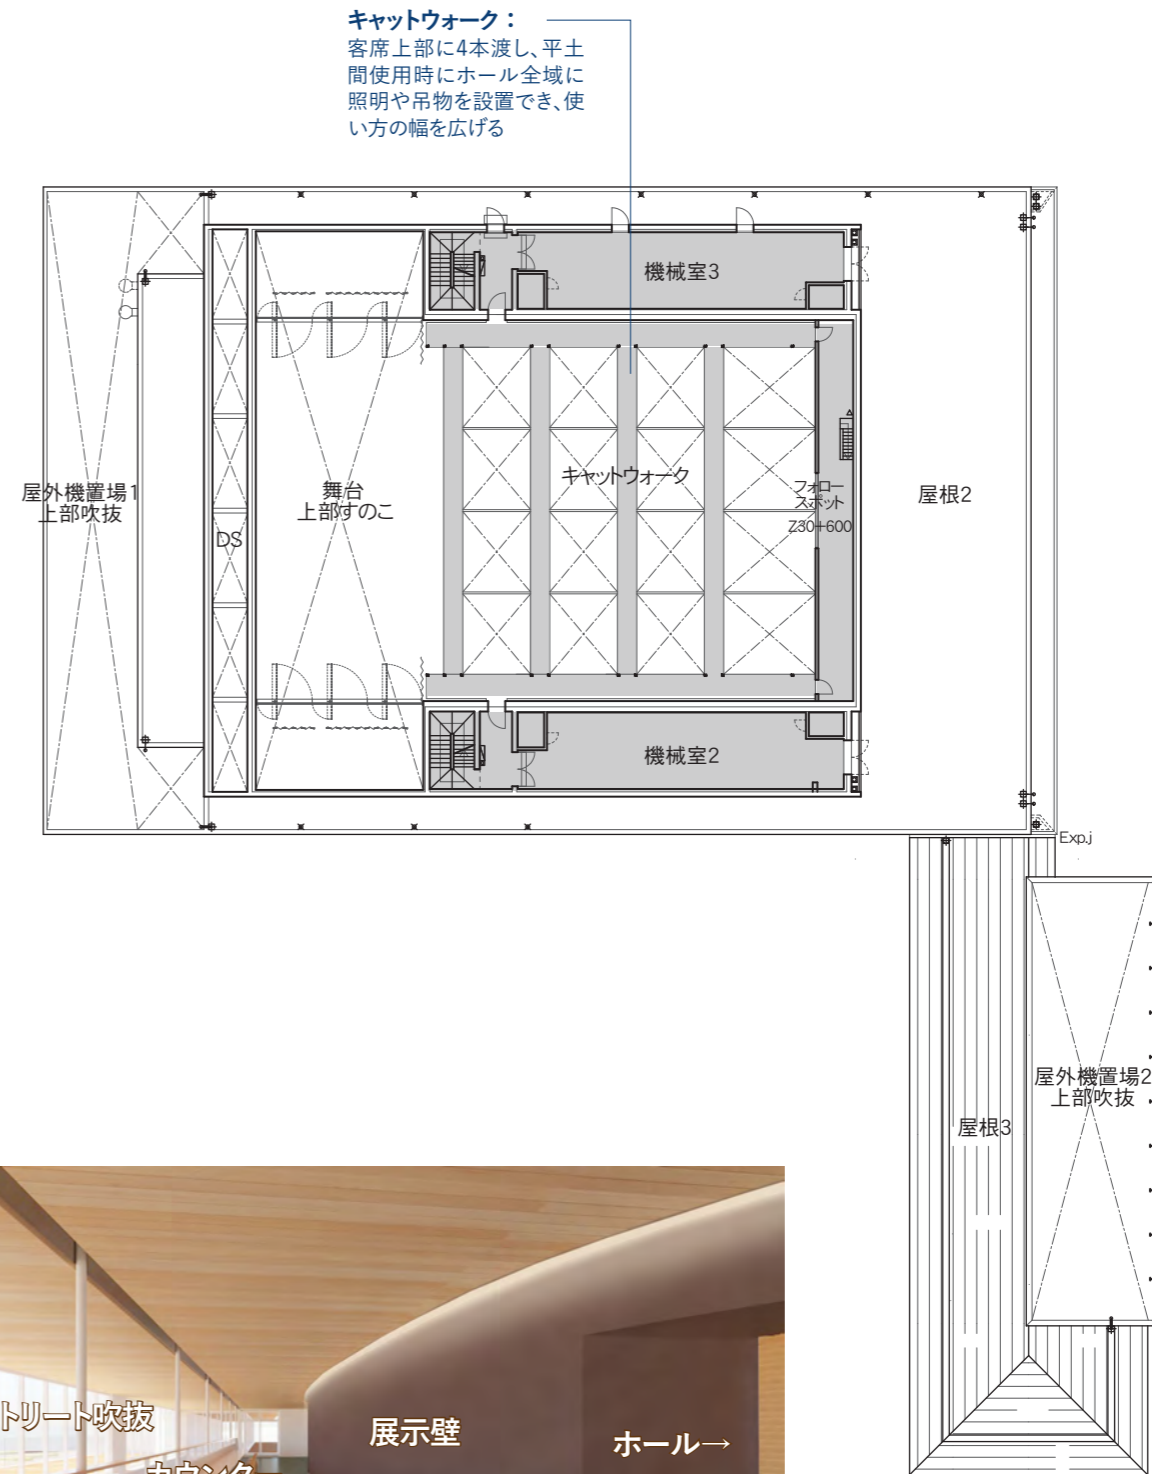 キャットウォーク：
客席上部に4本渡し、平土
間使用時にホール全域に
照明や吊物を設置でき、使
い方の幅を広げる
機械室3
屋外機置場1
上部吹抜
DS
舞台
上部すのこ
キャットウォーク
フォロー
スポット
Z30+600
屋根2
機械室2
Exp.j
屋外機置場2
上部吹抜
屋根3
トリート吹抜
カウンター
展示壁
ホール→